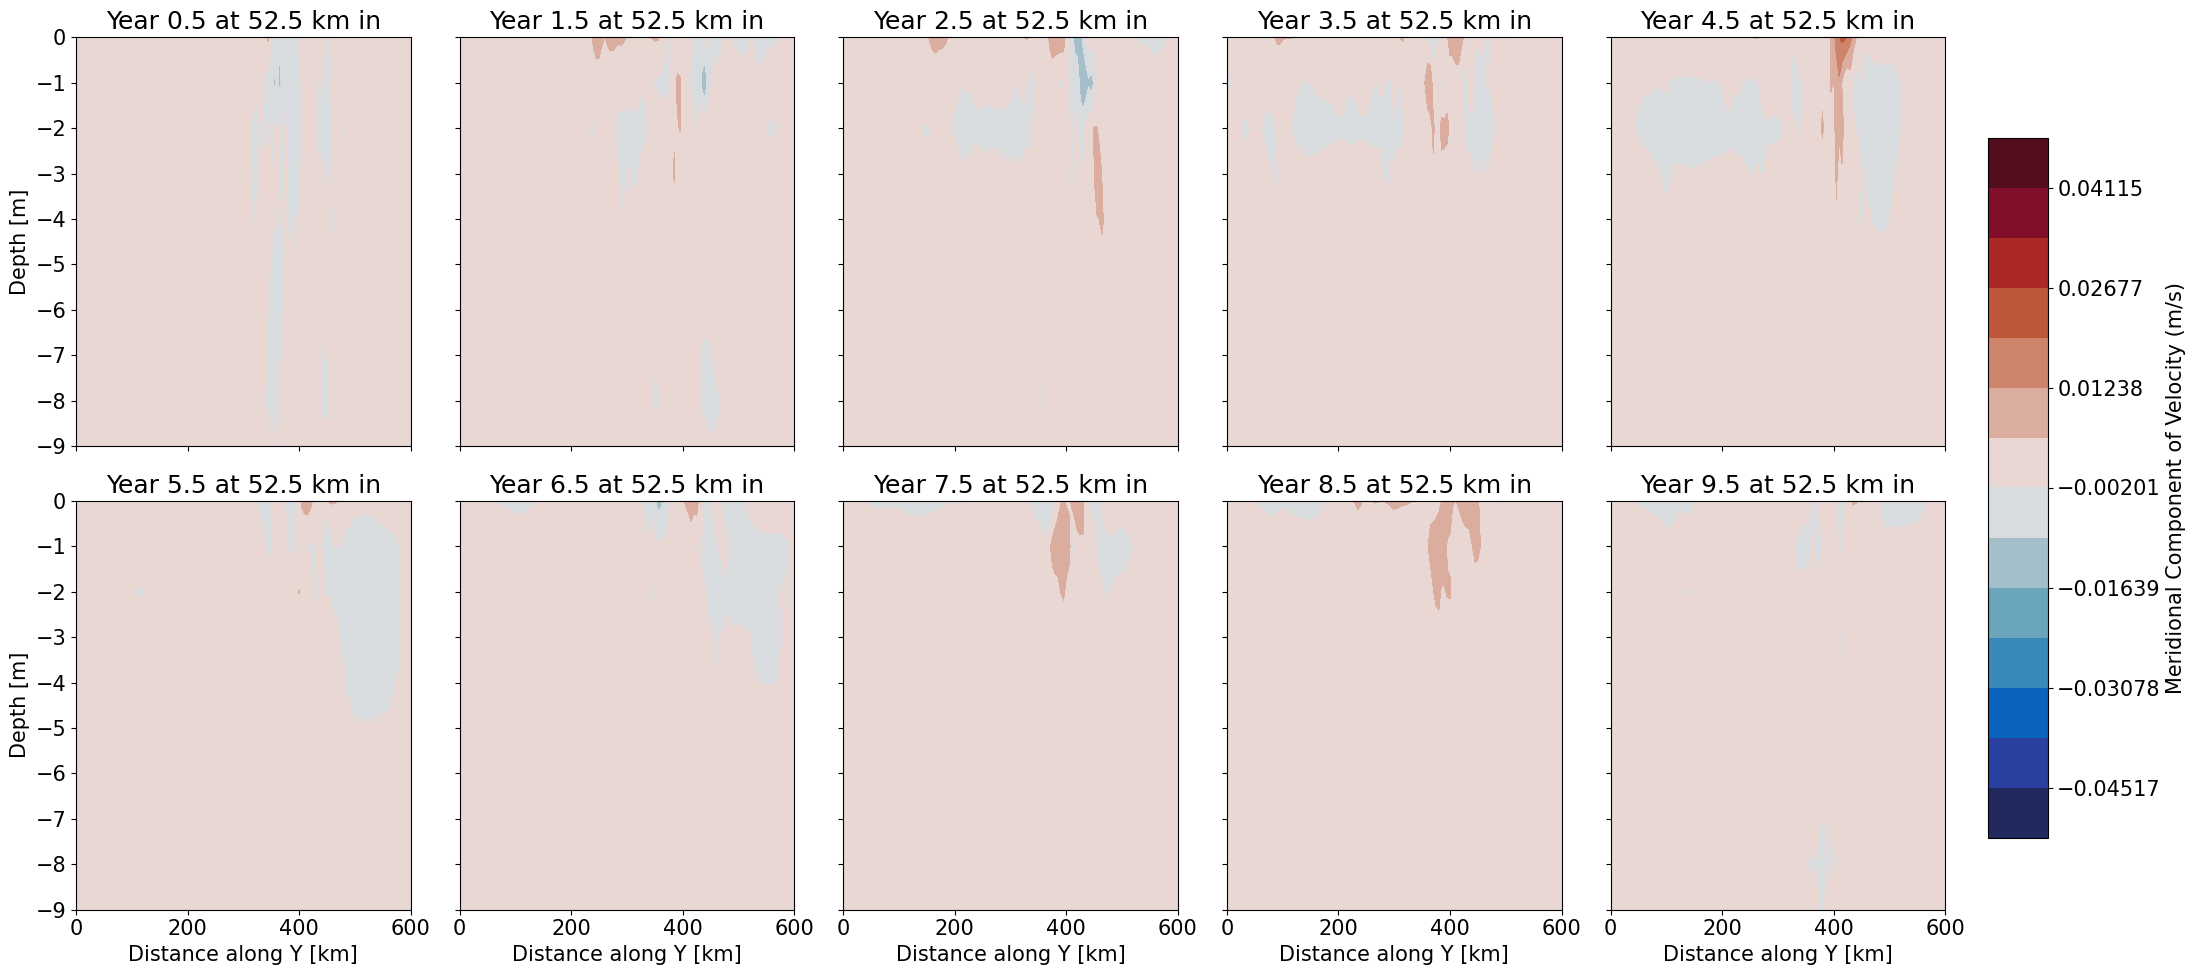 Year 0.5 at 52.5 km in
Year 1.5 at 52.5 km in
Year 2.5 at 52.5 km in
Year 3.5 at 52.5 km in
Year 4.5 at 52.5 km in
Depth [m]
0
−1
−2
−3
−4
−5
−6
−7
−8
−9
0 200 400 600
0 200 400 600
0 200 400 600
0 200 400 600
0 200 400 600
Year 5.5 at 52.5 km in
Year 6.5 at 52.5 km in
Year 7.5 at 52.5 km in
Year 8.5 at 52.5 km in
Year 9.5 at 52.5 km in
Depth [m]
0
−1
−2
−3
−4
−5
−6
−7
−8
−9
Distance along Y [km]
Distance along Y [km]
Distance along Y [km]
Distance along Y [km]
Distance along Y [km]
0.04115
0.02677
0.01238
−0.00201
−0.01639
−0.03078
−0.04517
Meridional Component of Velocity (m/s)